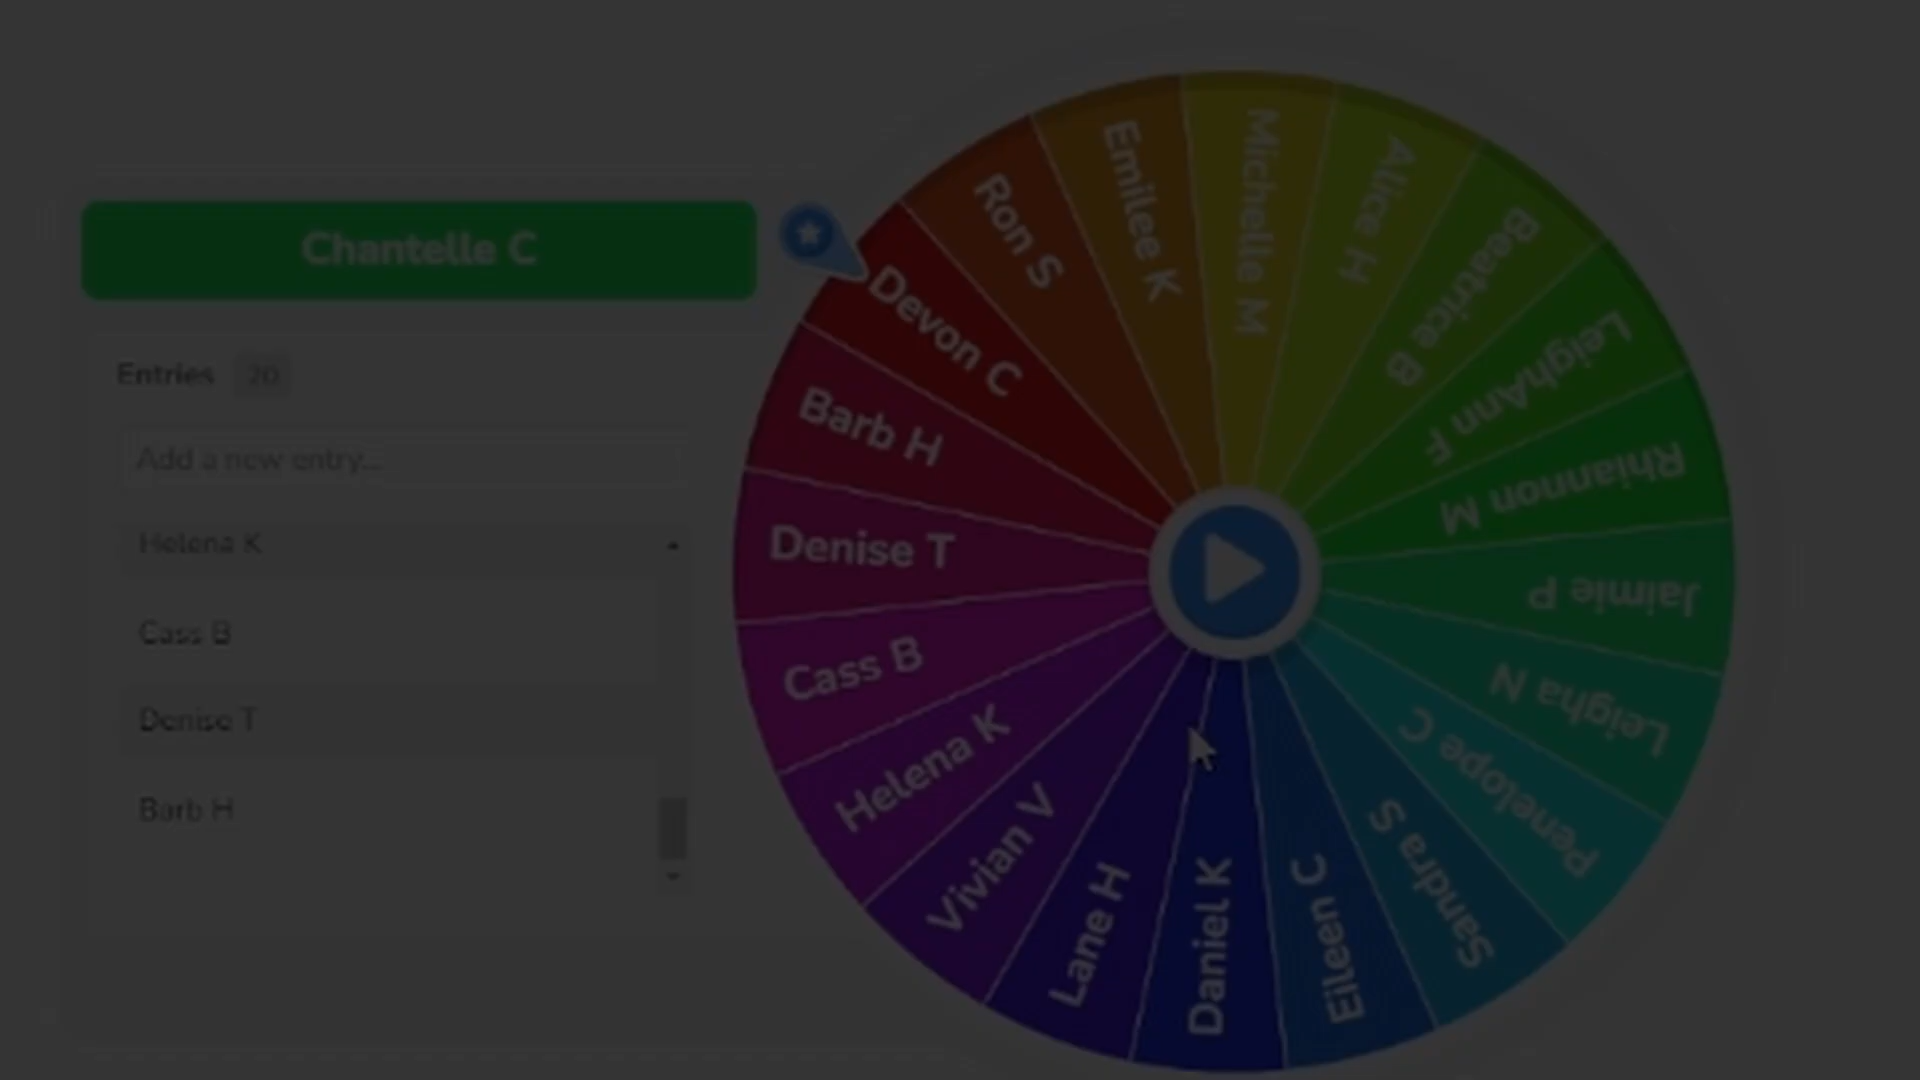 Chantelle C
Entries 20
Add a new entry...
Helena K
Cass B
Denise T
Barb H
Devon C
Ron S
Emilee K
Michelle M
Alice H
Beatrice B
LeighAnn F
Rhiannon M
Jaimie P
Leigha N
Penelope C
Sandra S
Eileen C
Daniel K
Lane H
Vivian V
Helena K
Cass B
Denise T
Barb H